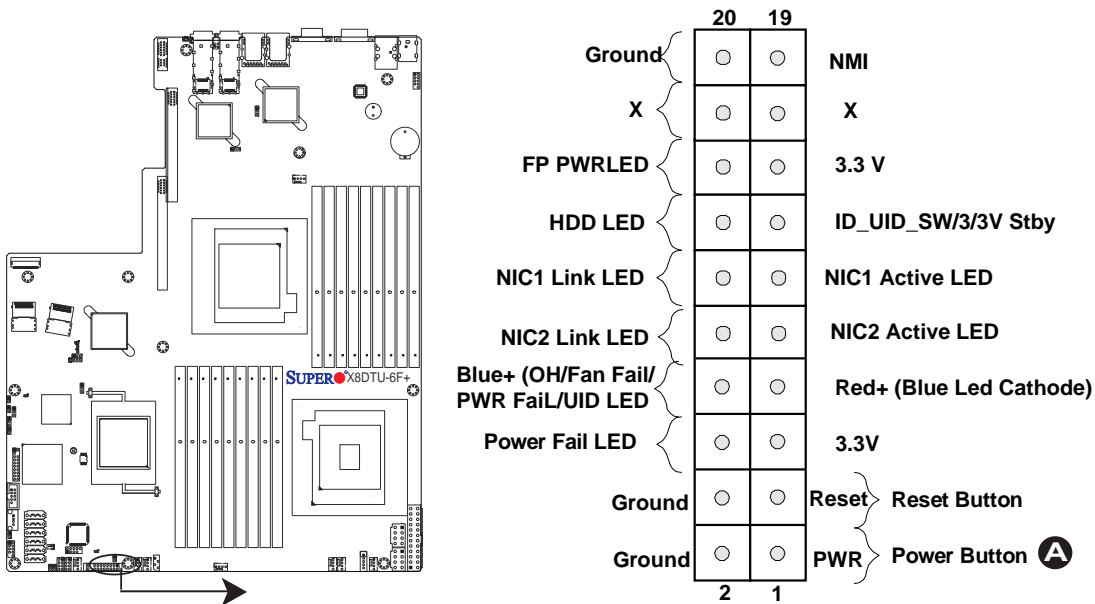 20 19
Ground NMI
X X
FP PWRLED 3.3 V
HDD LED ID_UID_SW/3/3V Stby
NIC1 Link LED NIC1 Active LED
NIC2 Link LED NIC2 Active LED
Blue+ (OH/Fan Fail/
PWR FaiL/UID LED Red+ (Blue Led Cathode)
Power Fail LED 3.3V
Ground Reset Reset Button
Ground PWR Power Button A
2 1
SUPER X8DTU-6F+